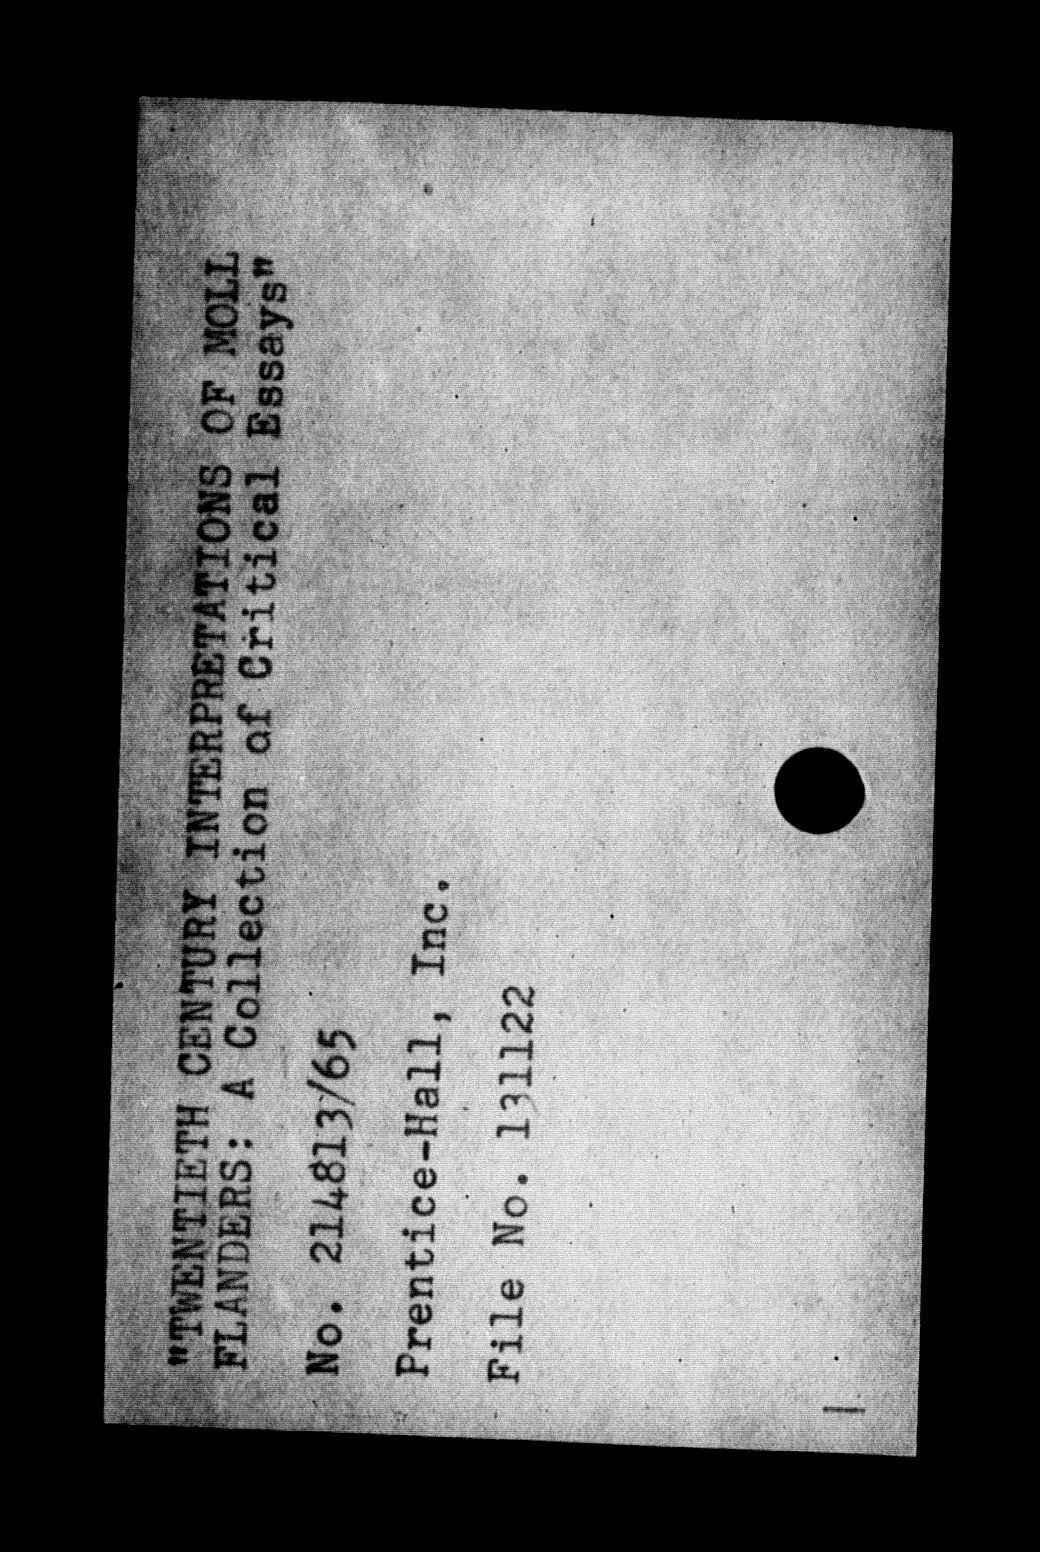 "TWENTIETH CENTURY INTERPRETATIONS OF MOLL
FLANDERS: A Collection of Critical Essays"
No. 214813/65
Prentice-Hall, Inc.
File No. 131122